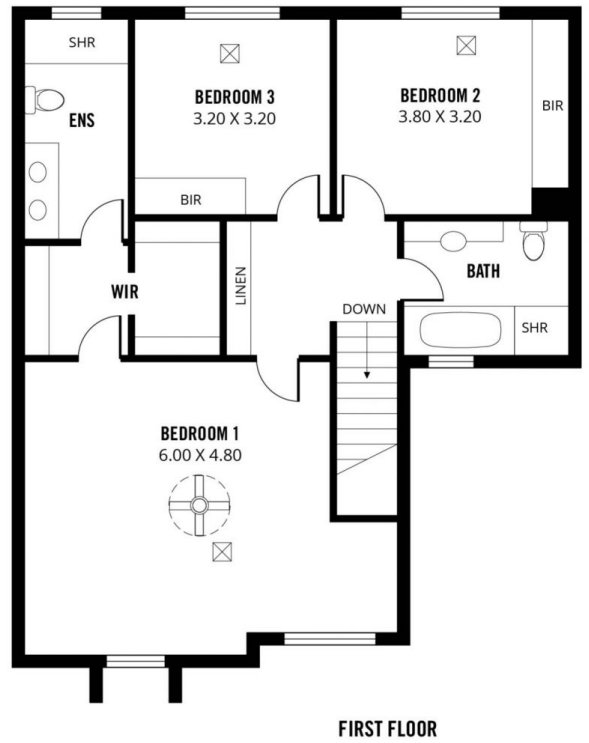 SHR
ENS
BEDROOM 3
3.20 X 3.20
BIR
BEDROOM 2
3.80 X 3.20
BIR
WIR
LINEN
DOWN
BATH
SHR
BEDROOM 1
6.00 X 4.80
FIRST FLOOR